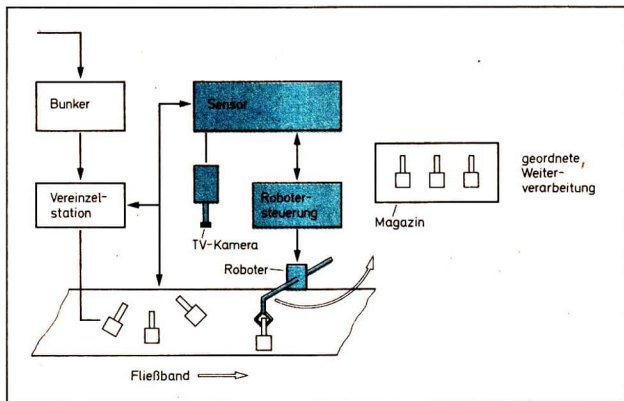 Bunker
Sensor
Vereinzel-
station
TV-Kamera
Roboter-
steuerung
Roboter
Magazin
geordnete,
Weiter-
verarbeitung
Fließband